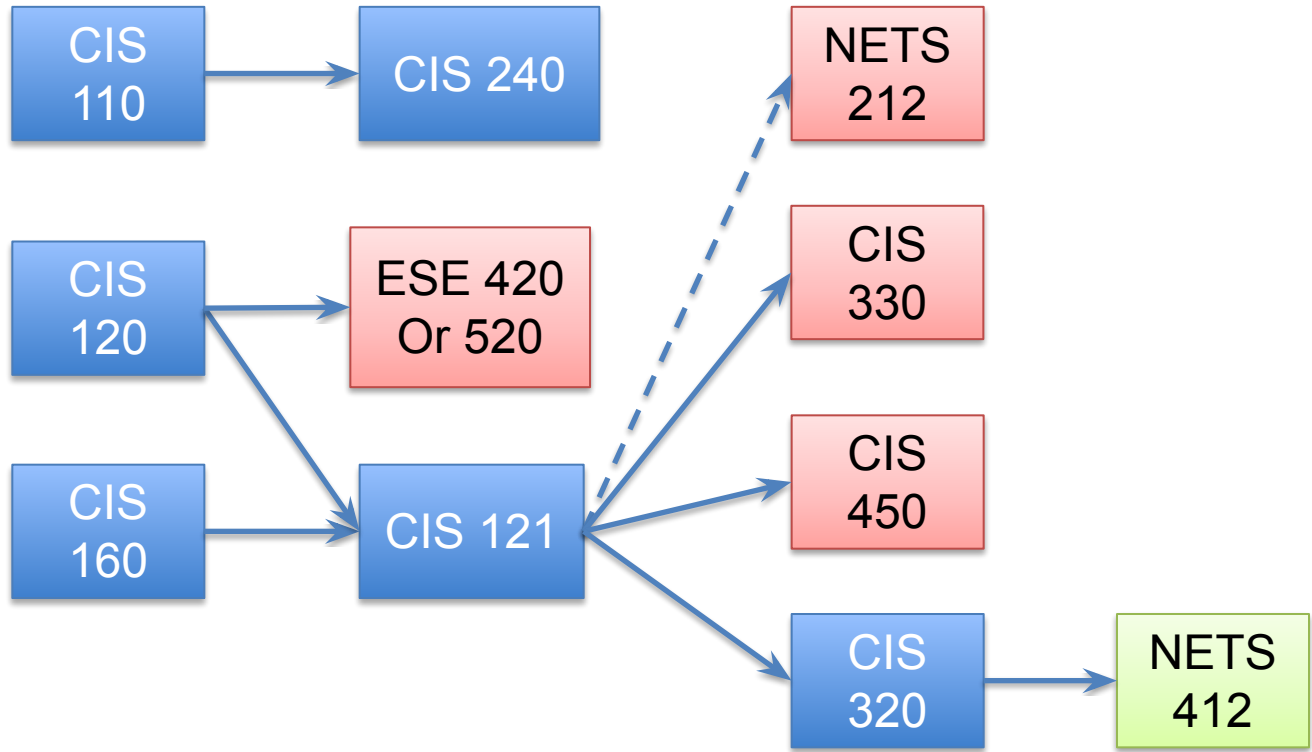 CIS
110
CIS 240
NETS
212
CIS
120
ESE 420
Or 520
CIS
330
CIS
160
CIS 121
CIS
450
CIS
320
NETS
412